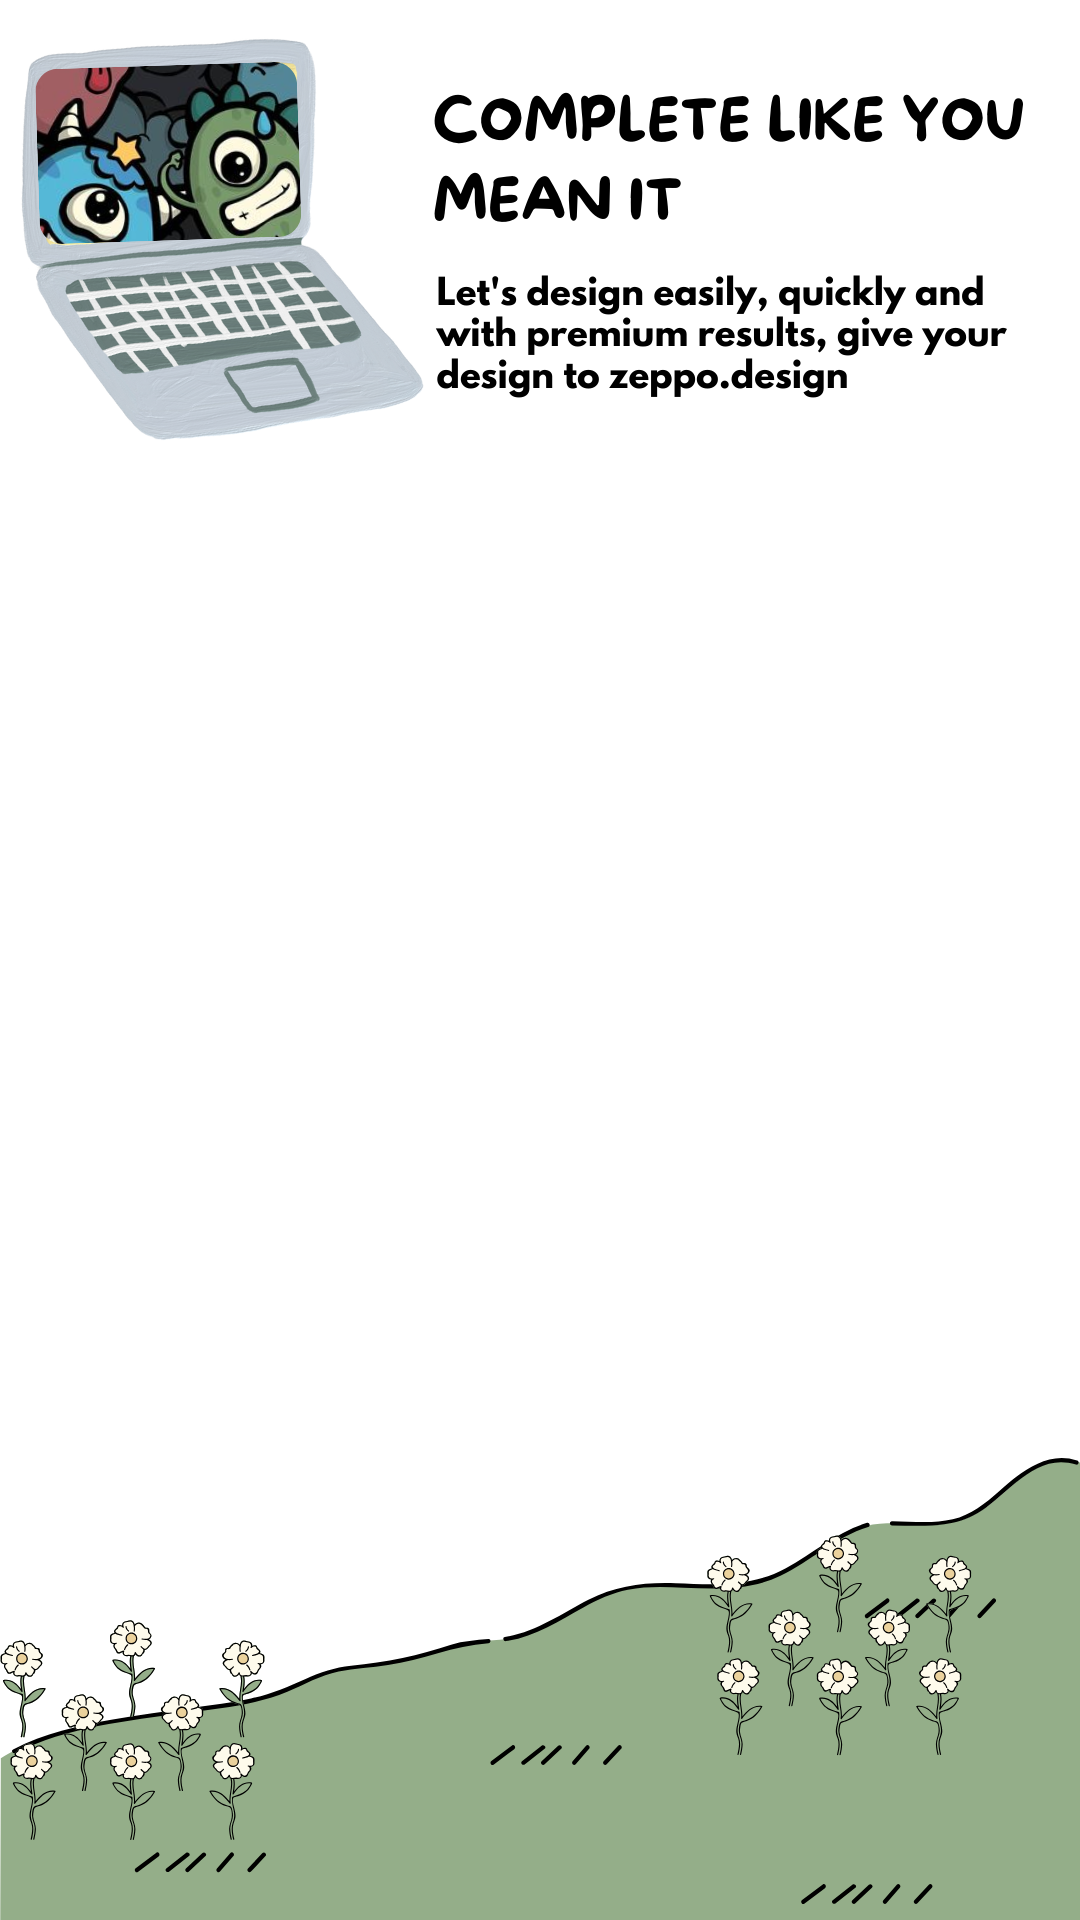 COMPLETE LIKE YOU
MEAN IT
Let's design easily, quickly and
with premium results, give your
design to zeppo.design